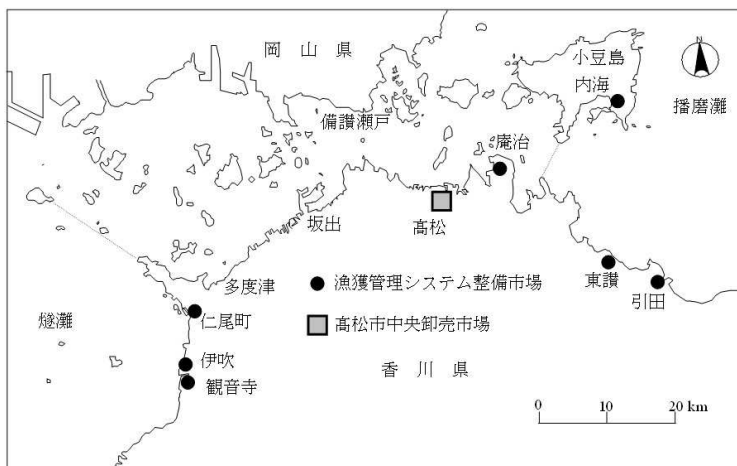 岡山県
小豆島
N
内海
播磨灘
備讃瀬戸
庵治
坂出
高松
東讃
引田
多度津
● 漁獲管理システム整備市場
仁尾町
高松市中央卸売市場
燧灘
伊吹
香川県
観音寺
0 10 20 km